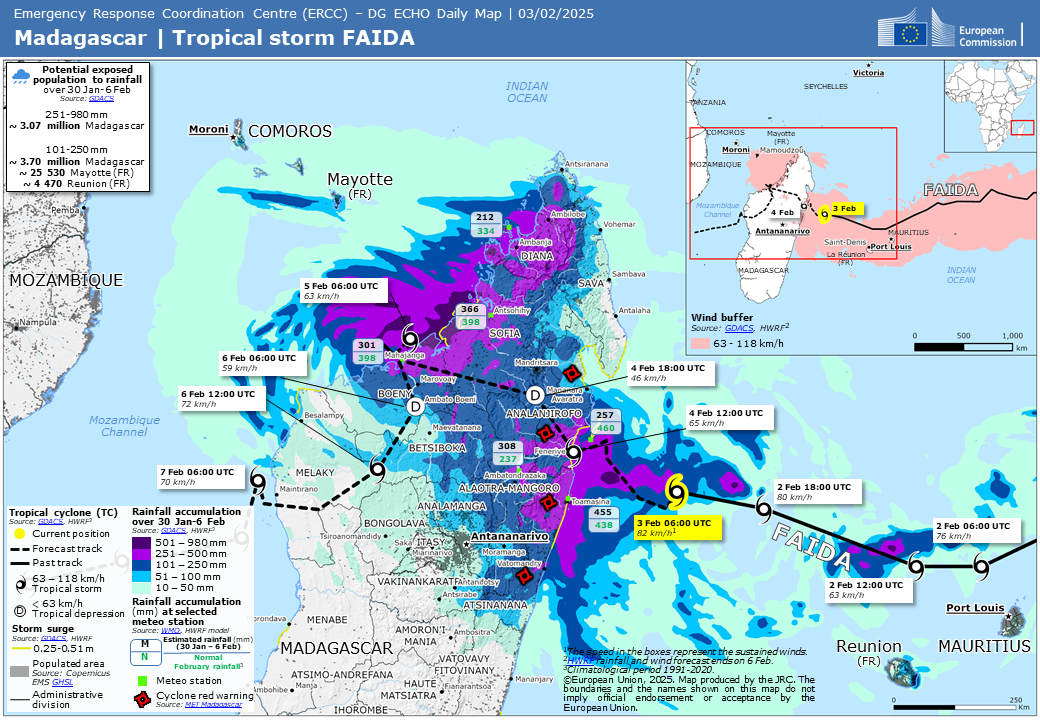 Emergency Response Coordination Centre (ERCC) – DG ECHO Daily Map | 03/02/2025
Madagascar | Tropical storm FAIDA
European
Commission
Potential exposed
population to rainfall
over 30 Jan-6 Feb
Source: GDACS
251-980 mm
~ 3.07 million Madagascar
101-250 mm
~ 3.70 million Madagascar
~ 25 530 Mayotte (FR)
~ 4 470 Reunion (FR)
INDIAN
OCEAN
Moroni
COMOROS
Mayotte
(FR)
Pemba
MOZAMBIQUE
Nampula
Mozambique
Channel
Antsiranana
Ambilobe
Vohemar
Ambanja
DIANA
SAVA
Sambava
Antalaha
Antsohihy
SOFIA
Mandritsara
Mahajanga
Marovoay
BOENY
Ambato Boeni
Mananara
Avaratra
ANALANJIROFO
Besalampy
Maevatanana
BETSIBOKA
Fenerive
MELAKY
Maintirano
Ambatondrazaka
ALAOTRA-MANGORO
Toamasina
ANALAMANGA
BONGOLAVA
Tsiroanomandidy
ITASY
Saka
Miarinarivo
Antananarivo
Moramanga
Vatomandry
VAKINANKARAT
Antanifotsy
Antsirabe
ATSINANANA
MENABE
Morondava
AMORON'I
MANIA
Ambositra
MADAGASCAR
VATOVAVY
FITOVINANY
ATSIMO-ANDREFANA
Manja
Ambohibe
HAUTE
MATSIATRA
Fianarantsoa
IHOROMBE
212
334
366
398
301
398
257
460
308
237
455
438
5 Feb 06:00 UTC
63 km/h
6 Feb 06:00 UTC
59 km/h
6 Feb 12:00 UTC
72 km/h
7 Feb 06:00 UTC
70 km/h
4 Feb 18:00 UTC
46 km/h
4 Feb 12:00 UTC
65 km/h
3 Feb 06:00 UTC
82 km/h1
2 Feb 18:00 UTC
80 km/h
2 Feb 12:00 UTC
63 km/h
2 Feb 06:00 UTC
76 km/h
D
D
FAIDA
Port Louis
MAURITIUS
Reunion
(FR)
Victoria
SEYCHELLES
TANZANIA
COMOROS
Moroni
Mayotte
(FR)
Mamoudzou
MOZAMBIQUE
Mozambique
Channel
4 Feb
3 Feb
FAIDA
Antananarivo
Saint-Denis
La Réunion
(FR)
MAURITIUS
Port Louis
MADAGASCAR
INDIAN
OCEAN
Wind buffer
Source: GDACS, HWRF2
63 - 118 km/h
0 500 1,000
km
Tropical cyclone (TC)
Source: GDACS, HWRF2
Current position
Forecast track
Past track
63 – 118 km/h
Tropical storm
D
< 63 km/h
Tropical depression
Storm surge
Source: GDACS, HWRF
0.25-0.51 m
Populated area
Source: Copernicus
EMS GHSL
Administrative
division
Rainfall accumulation
over 30 Jan-6 Feb
Source: GDACS, HWRF2
501 – 980 mm
251 – 500 mm
101 – 250 mm
51 – 100 mm
10 – 50 mm
Rainfall accumulation
(mm) at selected
meteo station
Source: WMO, HWRF model
M
Estimated rainfall (mm)
(30 Jan – 6 Feb)
N
Normal
February rainfall3
Meteo station
Cyclone red warning
Source: MET Madagascar
1The speed in the boxes represent the sustained winds.
2HWRF rainfall and wind forecast ends on 6 Feb.
3Climatological period 1991-2020.
©European Union, 2025. Map produced by the JRC. The
boundaries and the names shown on this map do not
imply official endorsement or acceptance by the
European Union.
0 250
Km